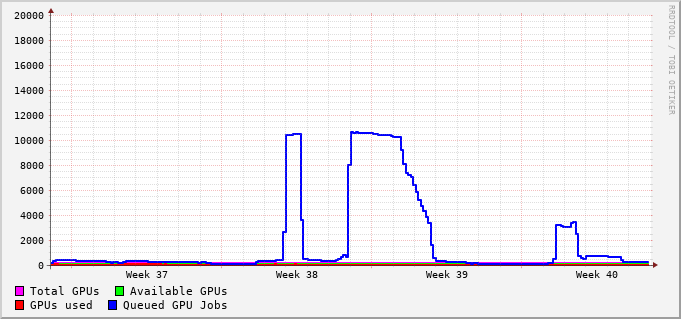 20000
18000
16000
14000
12000
10000
8000
6000
4000
2000
0
Week 37 Week 38 Week 39 Week 40
Total GPUs Available GPUs
GPUs used Queued GPU Jobs
RRDTOOL / TOBI OETIKER